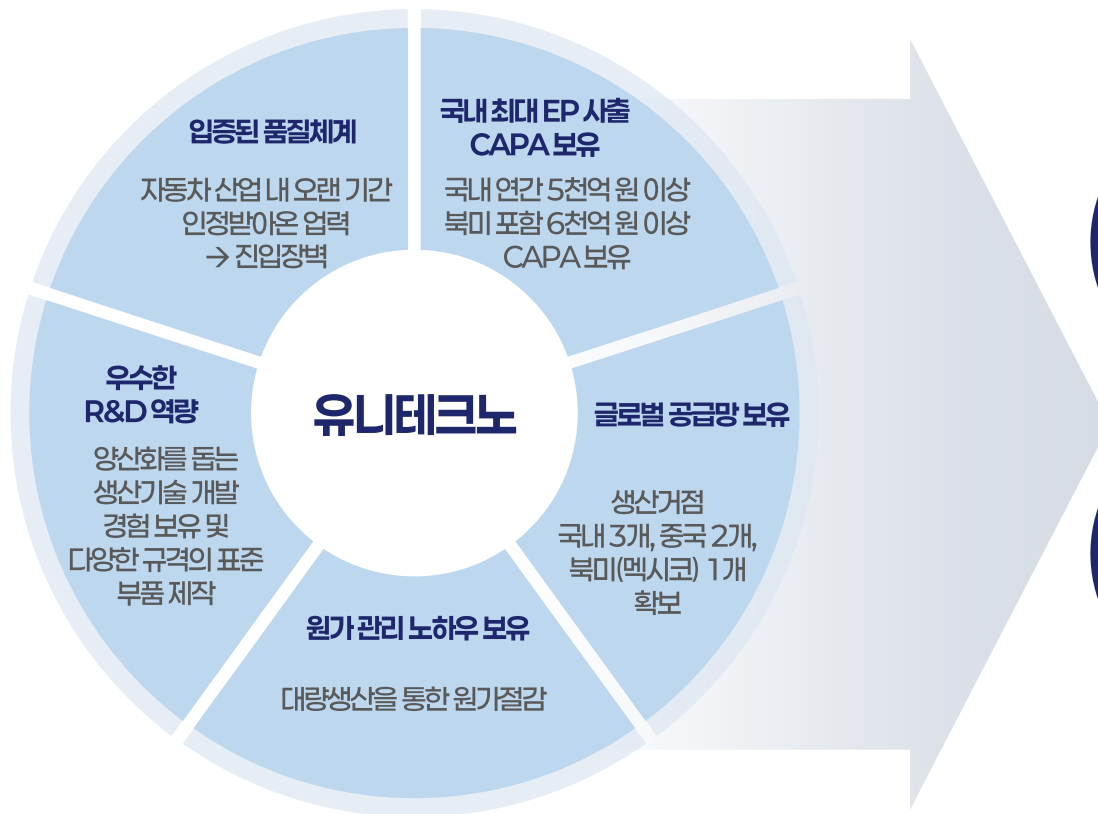 입증된 품질체계
자동차 산업 내 오랜 기간
인정받아온 업력
→ 진입장벽
국내 최대 EP 사출
CAPA 보유
국내 연간 5천억 원 이상
북미 포함 6천억 원 이상
CAPA 보유
우수한
R&D 역량
양산화를 돕는
생산기술 개발
경험 보유 및
다양한 규격의 표준
부품 제작
유니테크노
글로벌 공급망 보유
생산거점
국내 3개, 중국 2개,
북미(멕시코) 1개
확보
원가 관리 노하우 보유
대량생산을 통한 원가절감